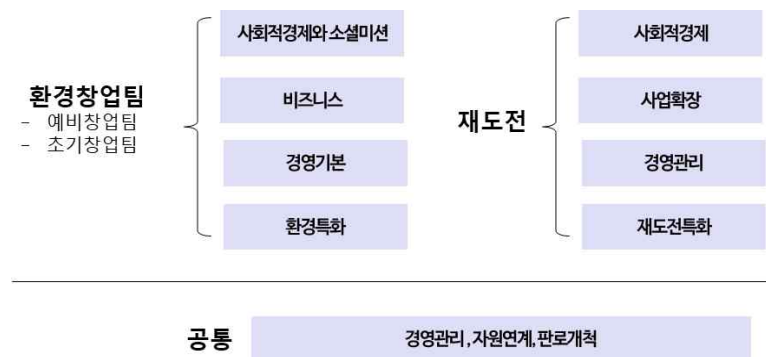 환경창업팀
- 예비창업팀
- 초기창업팀
사회적경제와 소셜미션
비즈니스
경영기본
환경특화
재도전
사회적경제
사업확장
경영관리
재도전특화
공통
경영관리, 자원연계, 판로개척